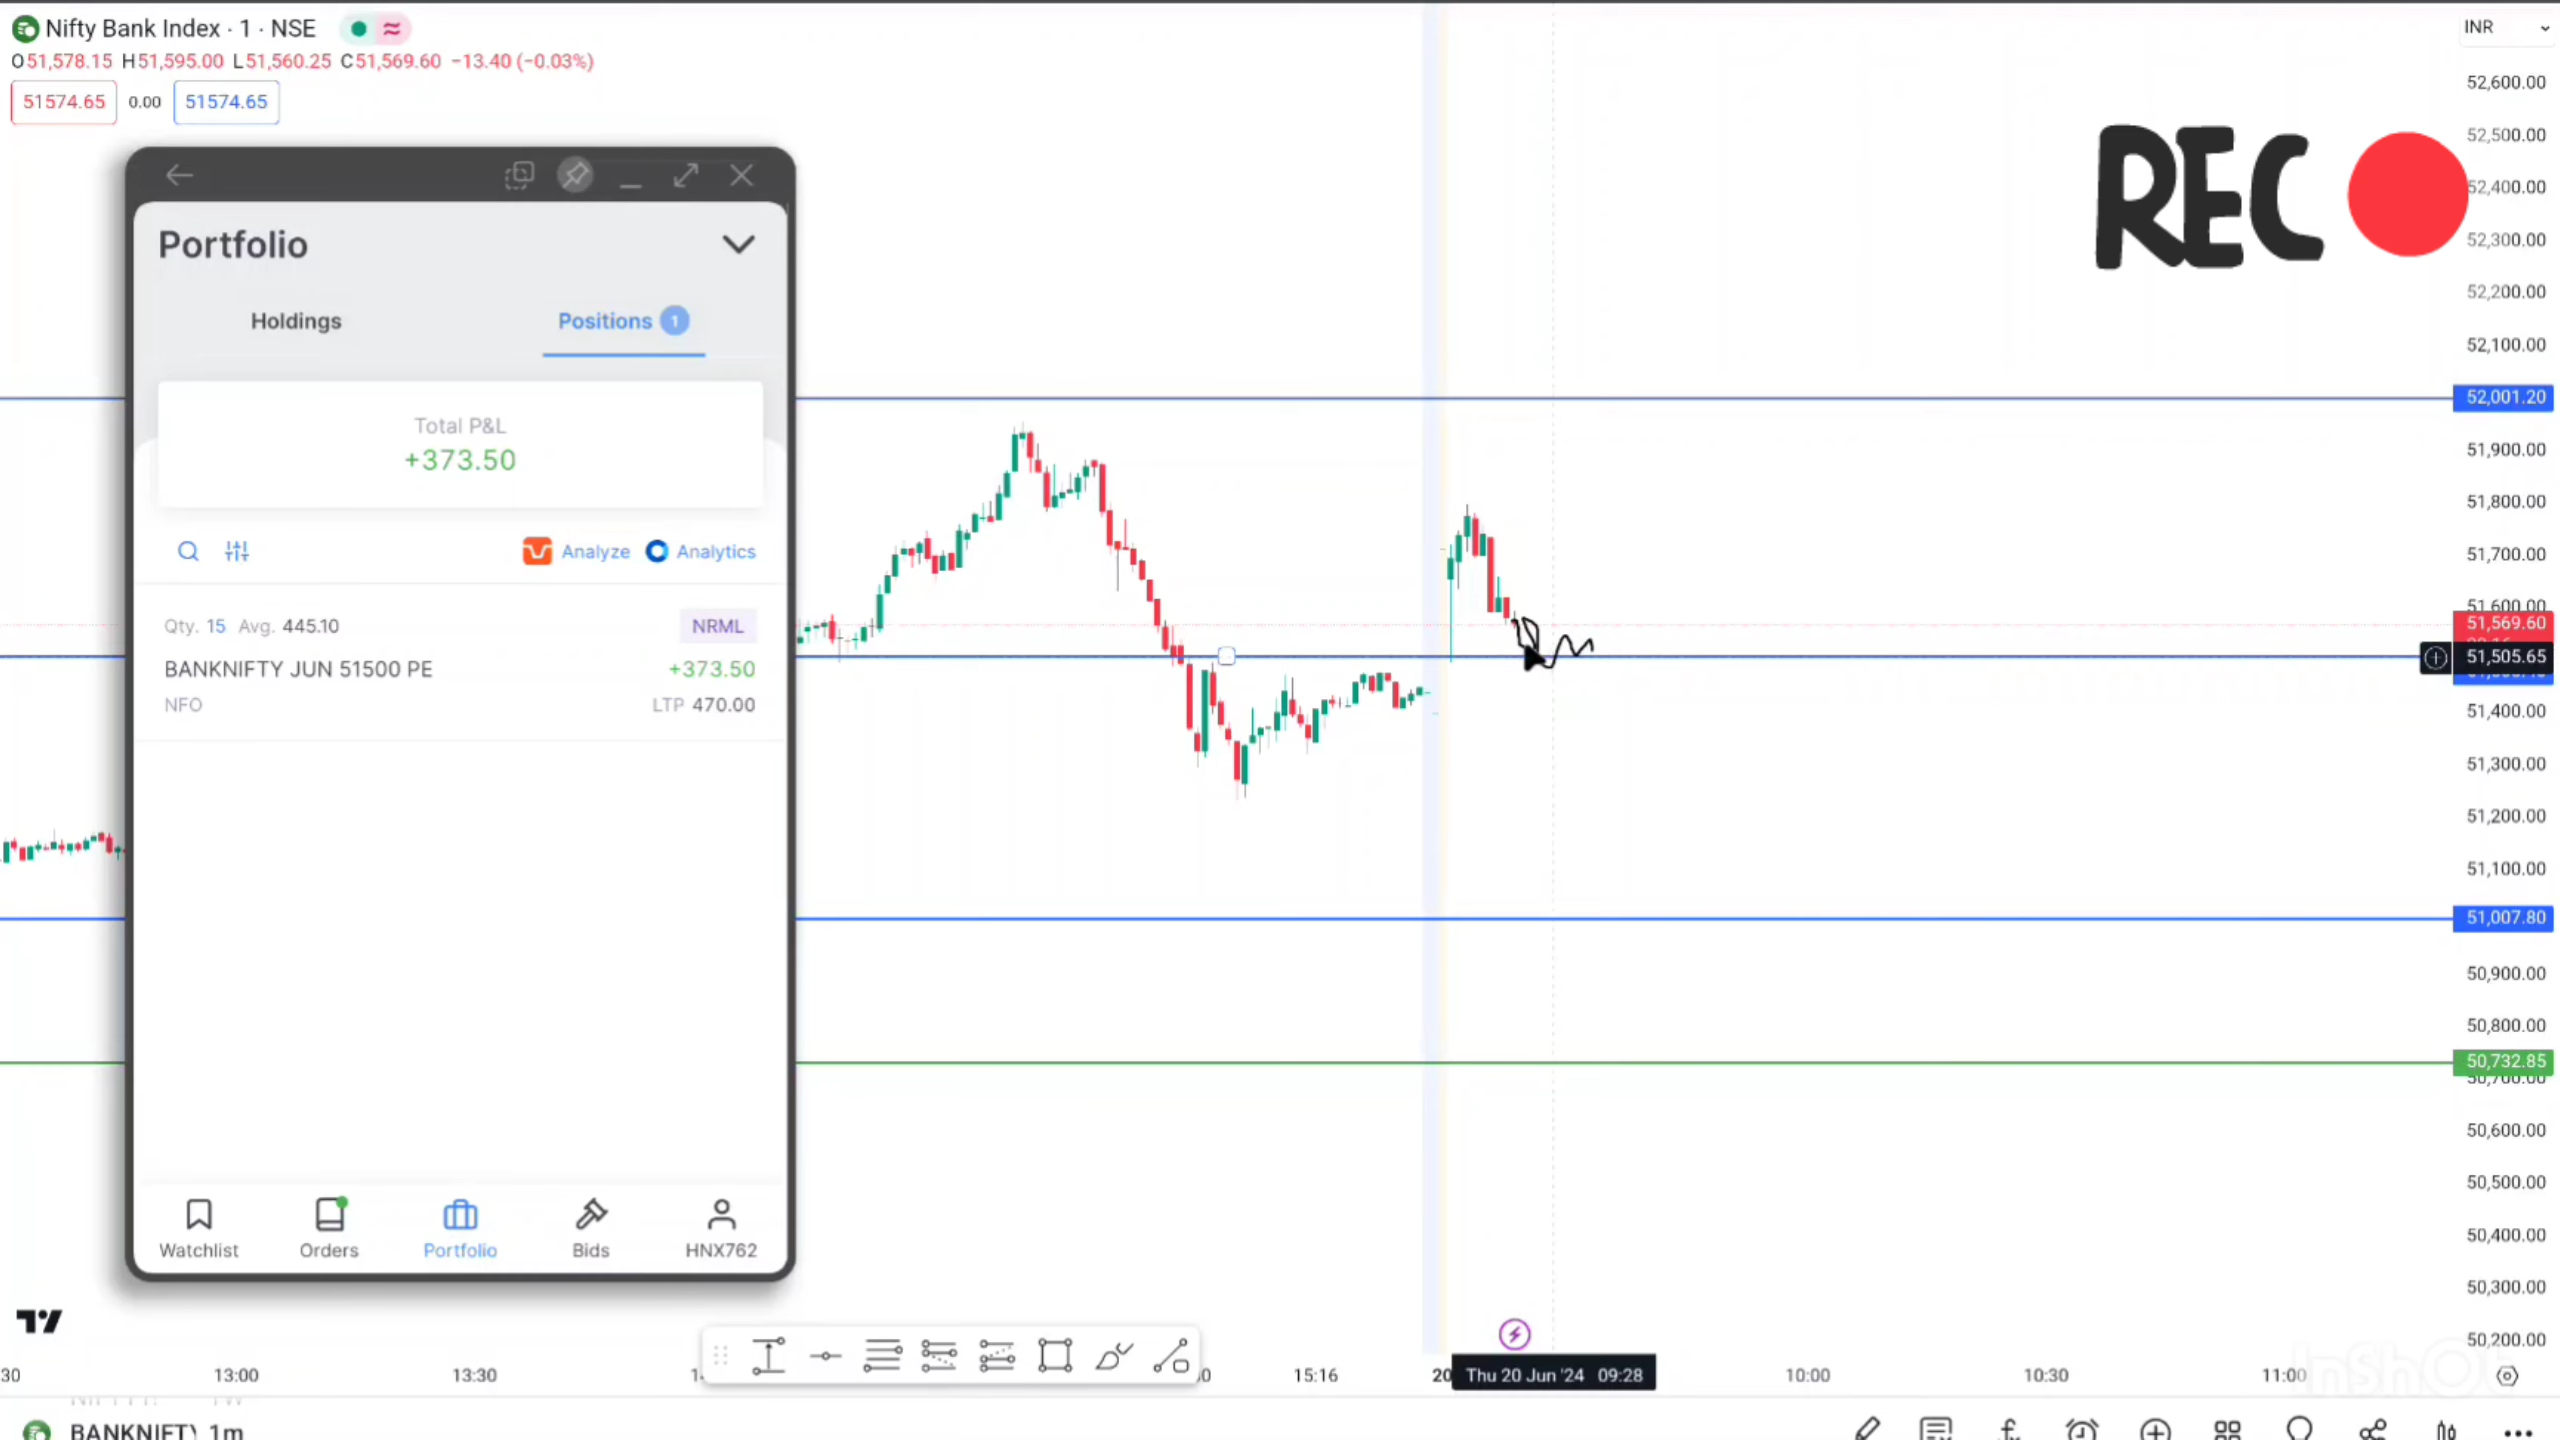 Nifty Bank Index · 1 · NSE
O51,578.15 H51,595.00 L51,560.25 C51,569.60 −13.40 (−0.03%)
51574.65 0.00 51574.65
INR
REC
Portfolio
Holdings Positions 1
Total P&L
+373.50
Analyze Analytics
Qty. 15 Avg. 445.10 NRML
BANKNIFTY JUN 51500 PE +373.50
NFO LTP 470.00
Watchlist Orders Portfolio Bids HNX762
52,600.00
52,500.00
52,400.00
52,300.00
52,200.00
52,100.00
52,001.20
51,900.00
51,800.00
51,700.00
51,600.00
51,569.60
51,505.65
51,400.00
51,300.00
51,200.00
51,100.00
51,007.80
50,900.00
50,800.00
50,732.85
50,700.00
50,600.00
50,500.00
50,400.00
50,300.00
50,200.00
30 13:00 13:30 15:16 20 Thu 20 Jun '24 09:28 10:00 10:30 11:00
InShOt
BANKNIFTY 1m